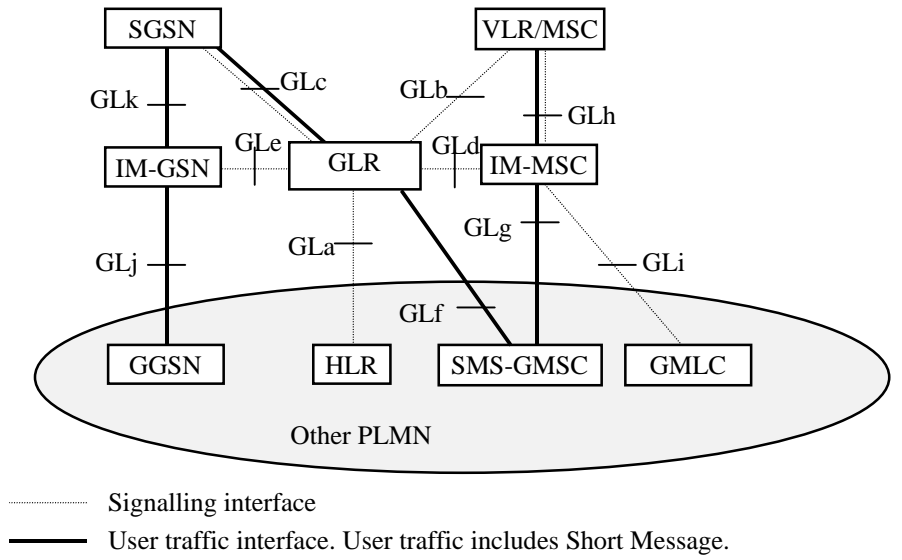 SGSN
VLR/MSC
GLc
GLb
GLk
GLh
GLe
GLd
IM-GSN
GLR
IM-MSC
GLg
GLa
GLj
GLi
GLf
GGSN
HLR
SMS-GMSC
GMLC
Other PLMN
Signalling interface
User traffic interface. User traffic includes Short Message.